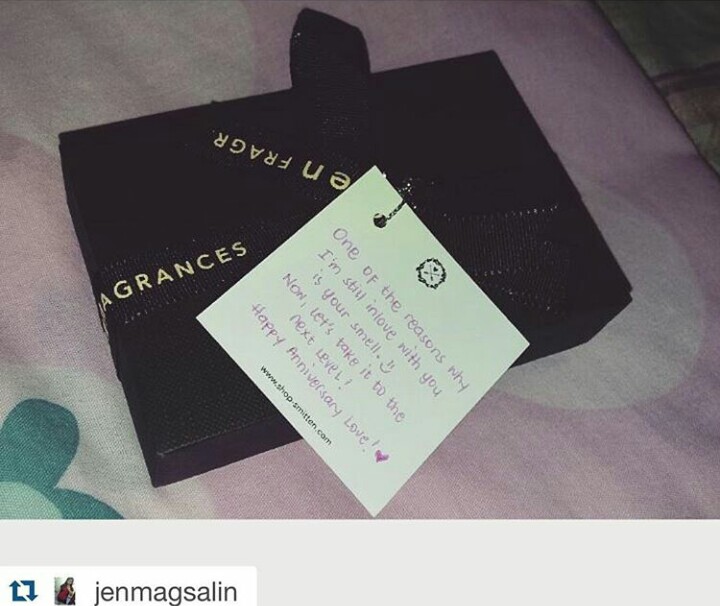 en FRAGR
AGRANCES
One of the reasons why
I'm still inlove with you
is your smell. :)
Now, let's take it to the
next level!
Happy Anniversary Love! ♥
www.shop-smitten.com
jenmagsalin